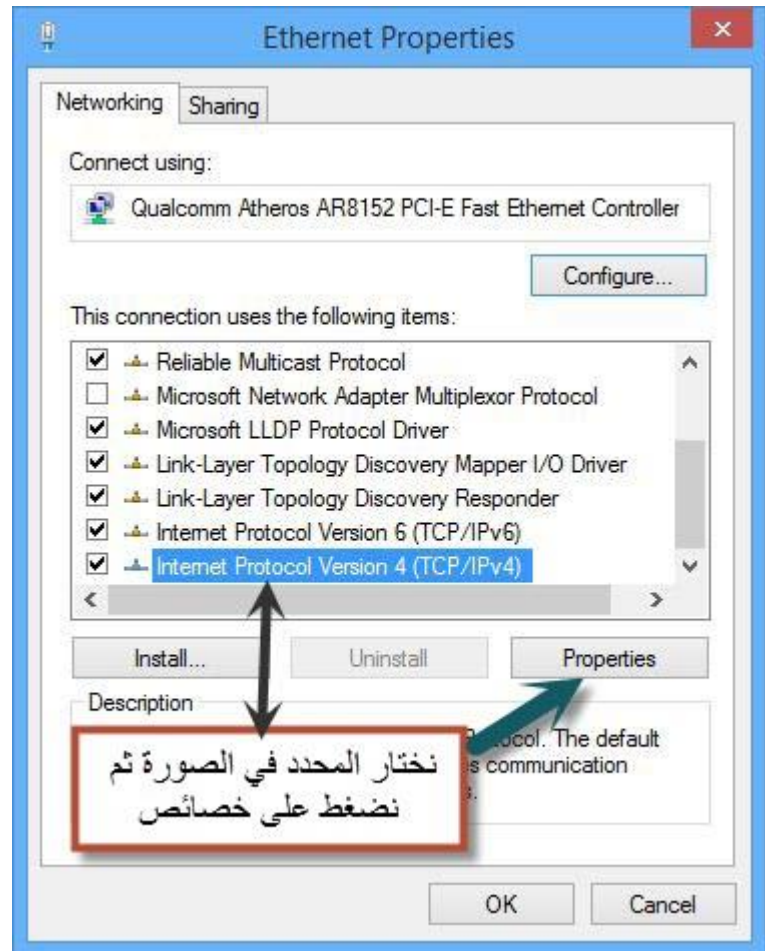 Ethernet Properties
Networking
Sharing
Connect using:
Qualcomm Atheros AR8152 PCI-E Fast Ethernet Controller
Configure...
This connection uses the following items:
Reliable Multicast Protocol
Microsoft Network Adapter Multiplexor Protocol
Microsoft LLDP Protocol Driver
Link-Layer Topology Discovery Mapper I/O Driver
Link-Layer Topology Discovery Responder
Internet Protocol Version 6 (TCP/IPv6)
Internet Protocol Version 4 (TCP/IPv4)
Install...
Uninstall
Properties
Description
The default
communication
نختار المحدد في الصورة ثم
نضغط على خصائص
OK
Cancel